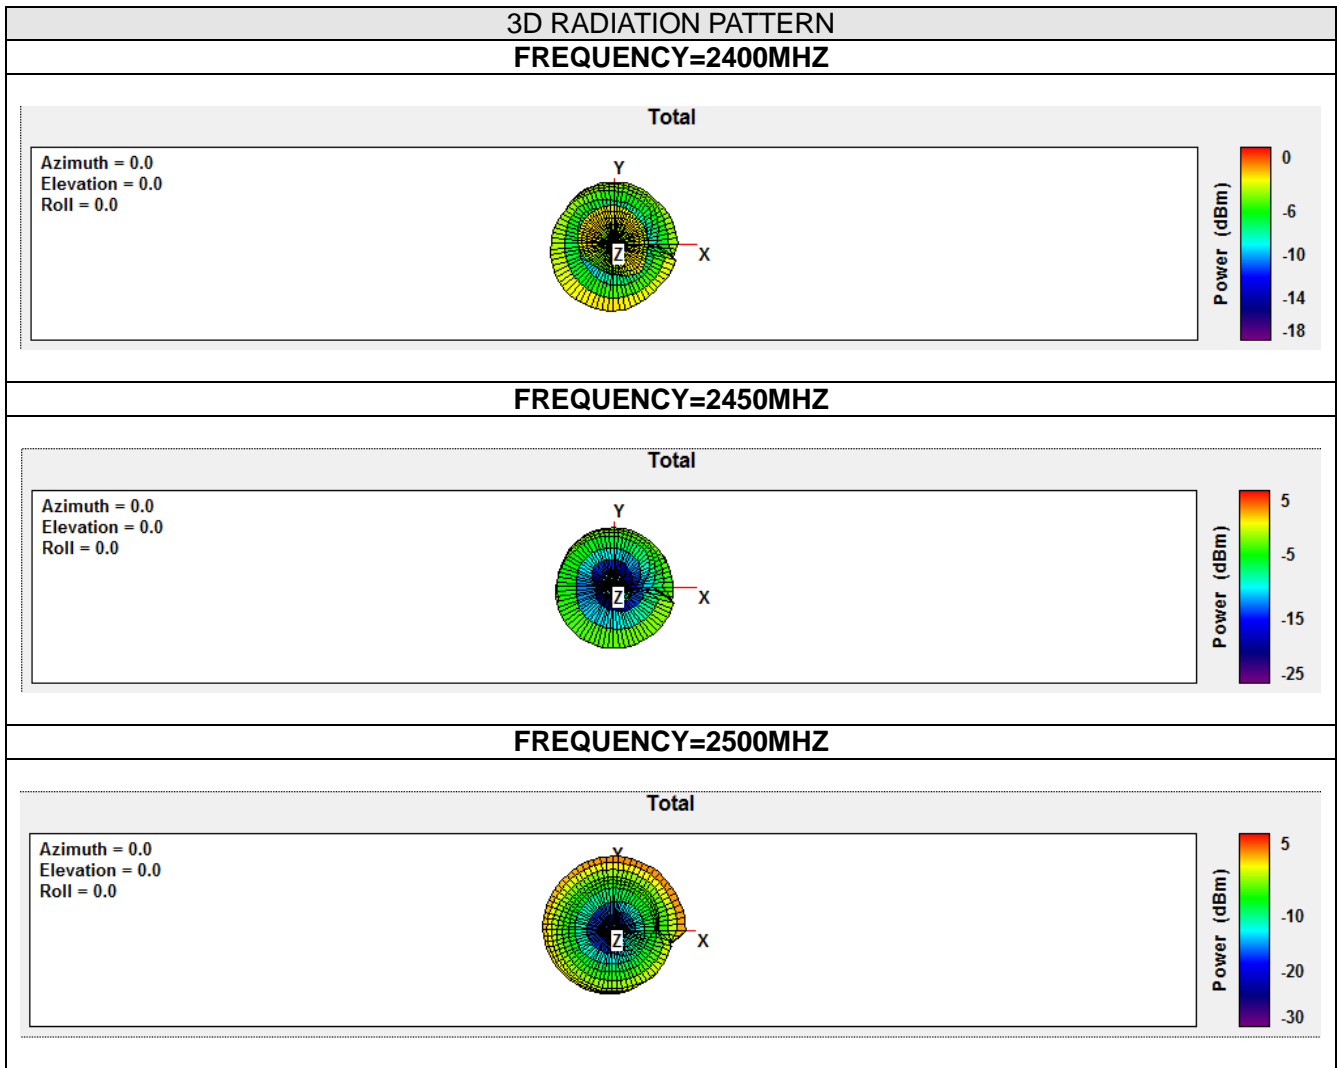 3D RADIATION PATTERN
FREQUENCY=2400MHZ
Total
Azimuth = 0.0
Elevation = 0.0
Roll = 0.0
Y
Z
X
Power (dBm)
0
-6
-10
-14
-18
FREQUENCY=2450MHZ
Total
Azimuth = 0.0
Elevation = 0.0
Roll = 0.0
Y
Z
X
Power (dBm)
5
-5
-15
-25
FREQUENCY=2500MHZ
Total
Azimuth = 0.0
Elevation = 0.0
Roll = 0.0
Y
Z
X
Power (dBm)
5
-10
-20
-30